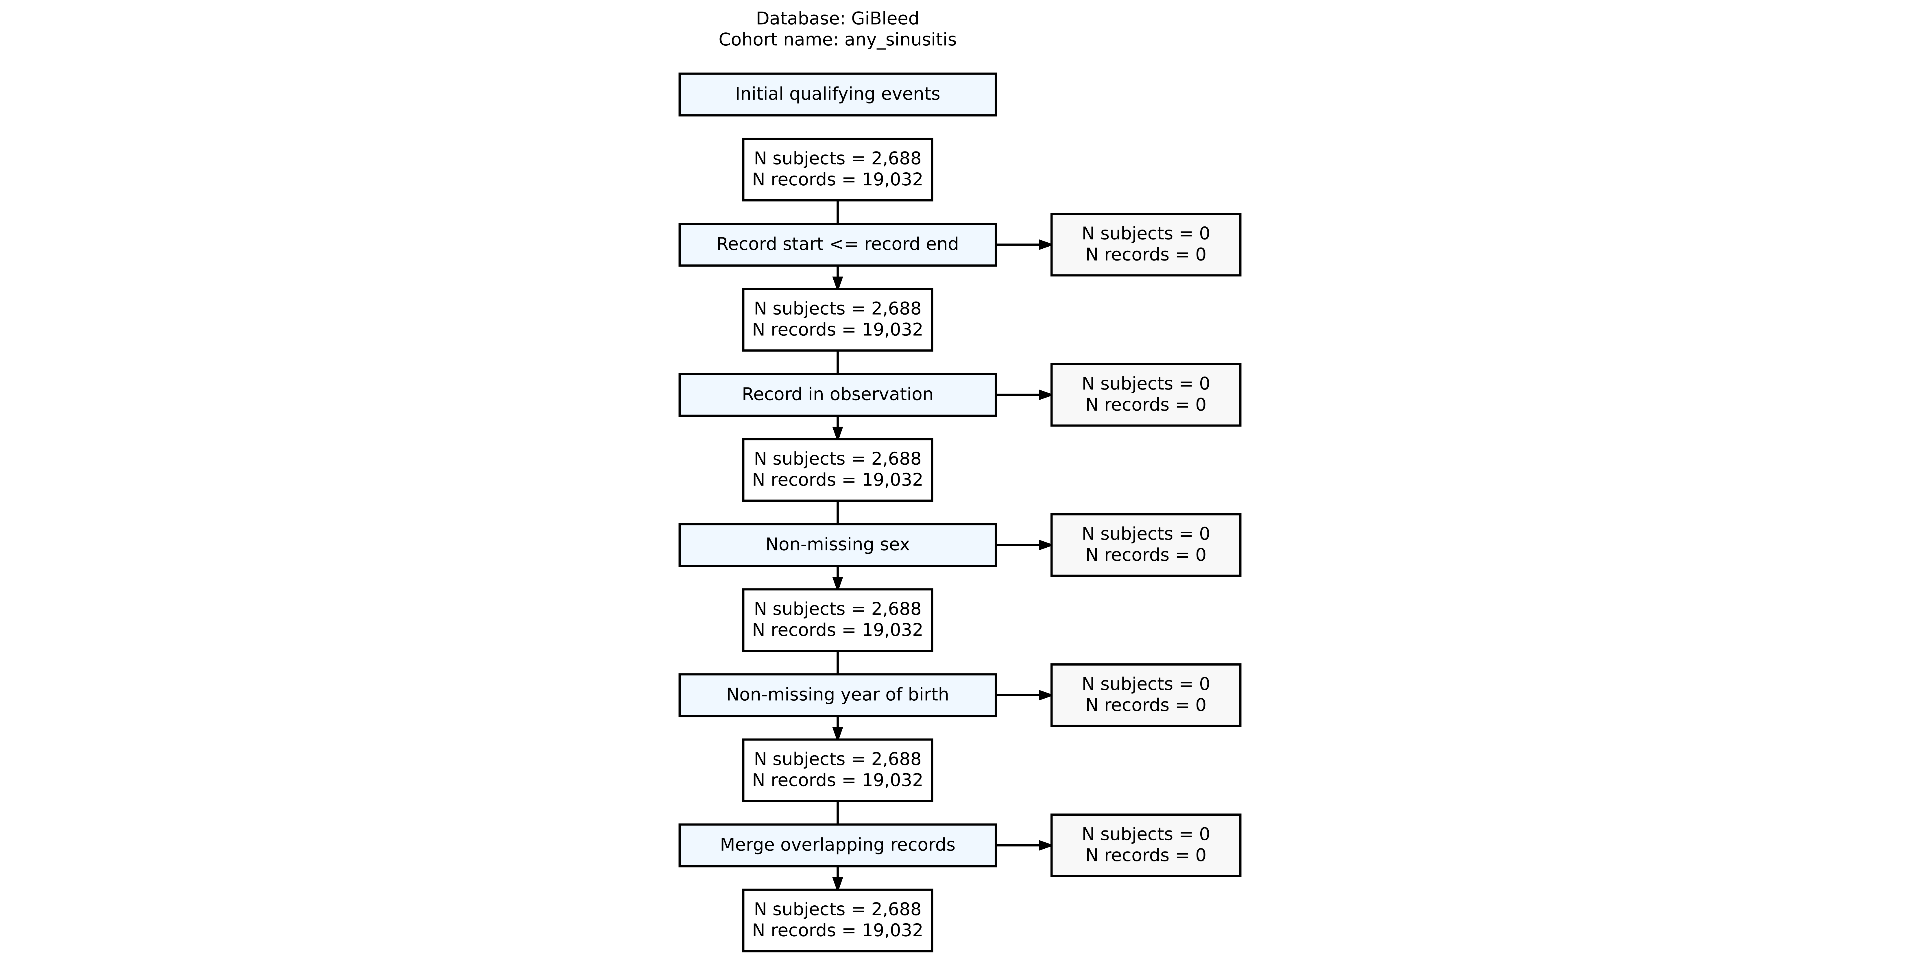 Database: GiBleed
Cohort name: any_sinusitis
Initial qualifying events
N subjects = 2,688
N records = 19,032
Record start <= record end
N subjects = 0
N records = 0
N subjects = 2,688
N records = 19,032
Record in observation
N subjects = 0
N records = 0
N subjects = 2,688
N records = 19,032
Non-missing sex
N subjects = 0
N records = 0
N subjects = 2,688
N records = 19,032
Non-missing year of birth
N subjects = 0
N records = 0
N subjects = 2,688
N records = 19,032
Merge overlapping records
N subjects = 0
N records = 0
N subjects = 2,688
N records = 19,032